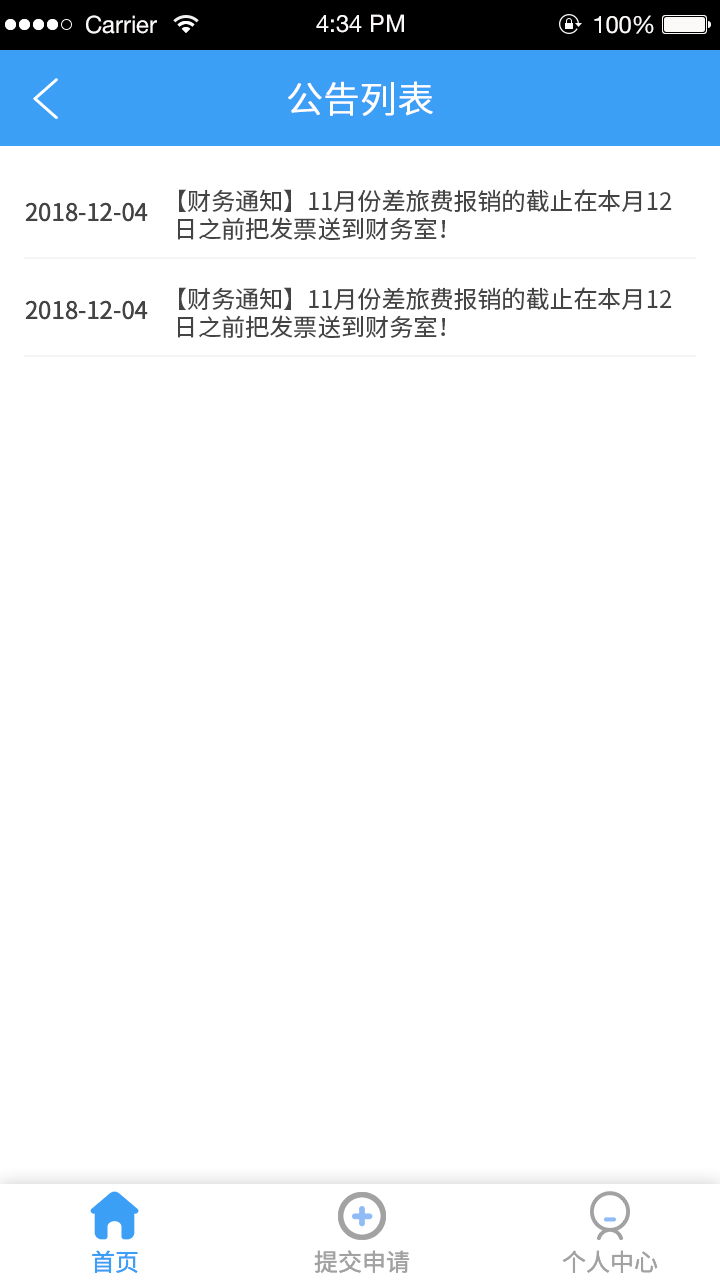 Carrier 4:34 PM 100%
公告列表
2018-12-04 【财务通知】11月份差旅费报销的截止在本月12
日之前把发票送到财务室！
2018-12-04 【财务通知】11月份差旅费报销的截止在本月12
日之前把发票送到财务室！
首页 提交申请 个人中心